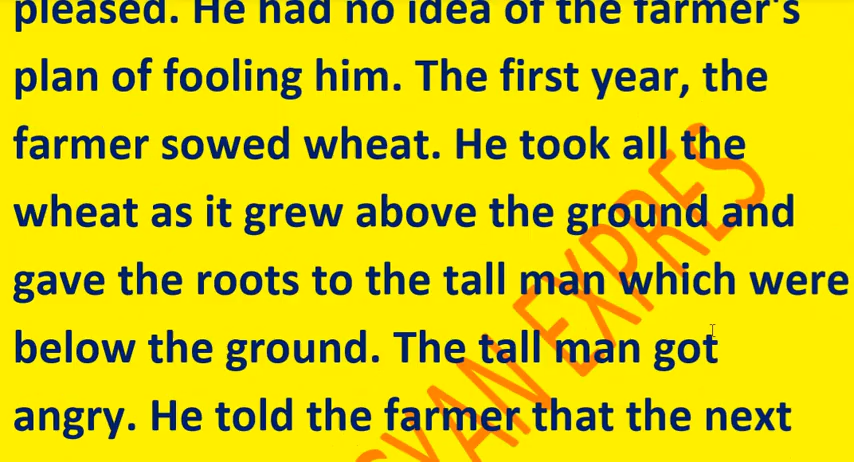 pleased. He had no idea of the farmer's
plan of fooling him. The first year, the
farmer sowed wheat. He took all the
wheat as it grew above the ground and
gave the roots to the tall man which were
below the ground. The tall man got
angry. He told the farmer that the next
GYAN EXPRES